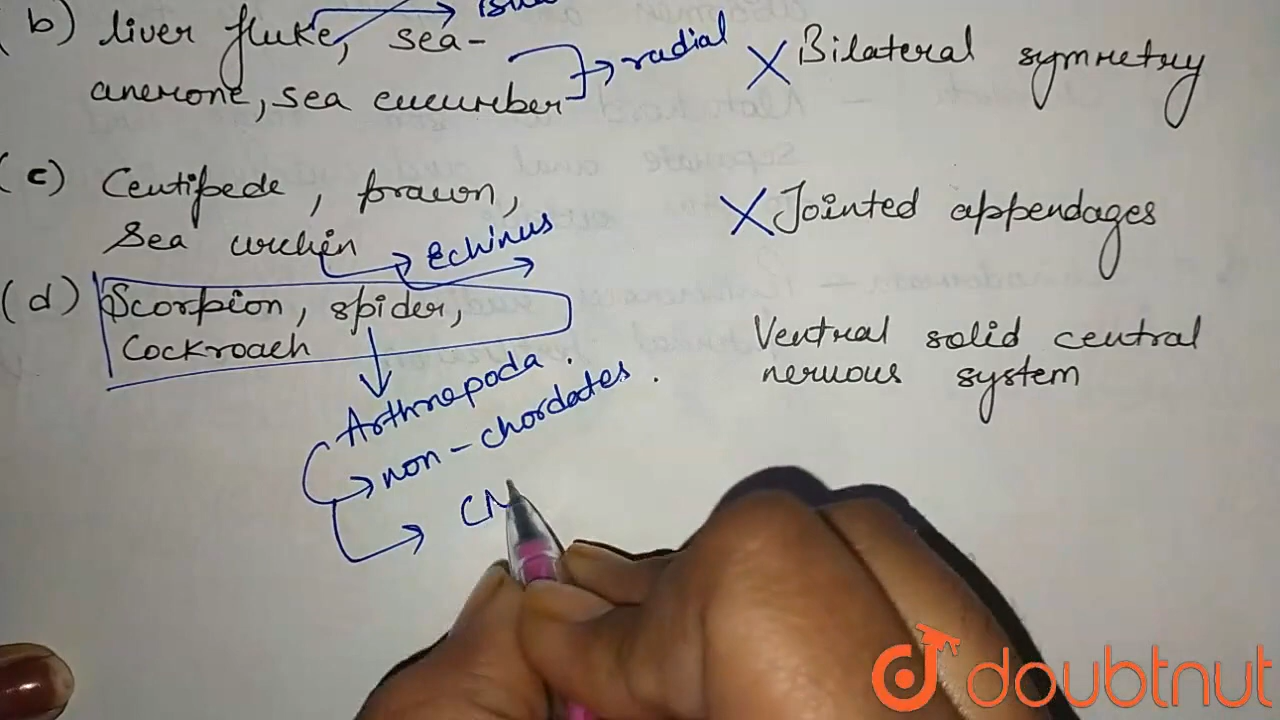 b) liver fluke, sea-
anemone, sea cucumber
radial
X Bilateral symmetry
(c) Centipede, prawn,
Sea urchin
Echinus
X Jointed appendages
(d) Scorpion, spider,
Cockroach
Ventral solid central
nervous system
Arthropoda.
non-chordates.
CN
doubtnut